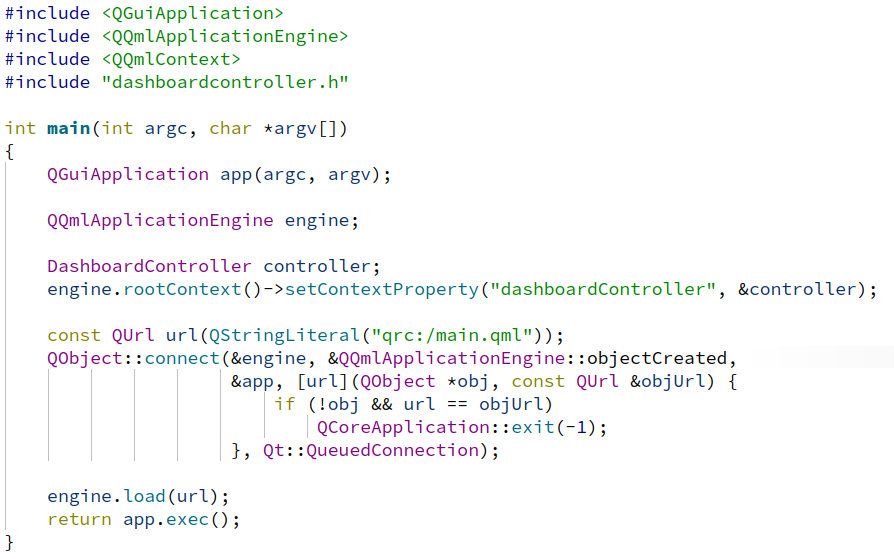 #include <QGuiApplication>
#include <QQmlApplicationEngine>
#include <QQmlContext>
#include "dashboardcontroller.h"

int main(int argc, char *argv[])
{
    QGuiApplication app(argc, argv);

    QQmlApplicationEngine engine;

    DashboardController controller;
    engine.rootContext()->setContextProperty("dashboardController", &controller);

    const QUrl url(QStringLiteral("qrc:/main.qml"));
    QObject::connect(&engine, &QQmlApplicationEngine::objectCreated,
                     &app, [url](QObject *obj, const QUrl &objUrl) {
                         if (!obj && url == objUrl)
                             QCoreApplication::exit(-1);
                     }, Qt::QueuedConnection);

    engine.load(url);
    return app.exec();
}